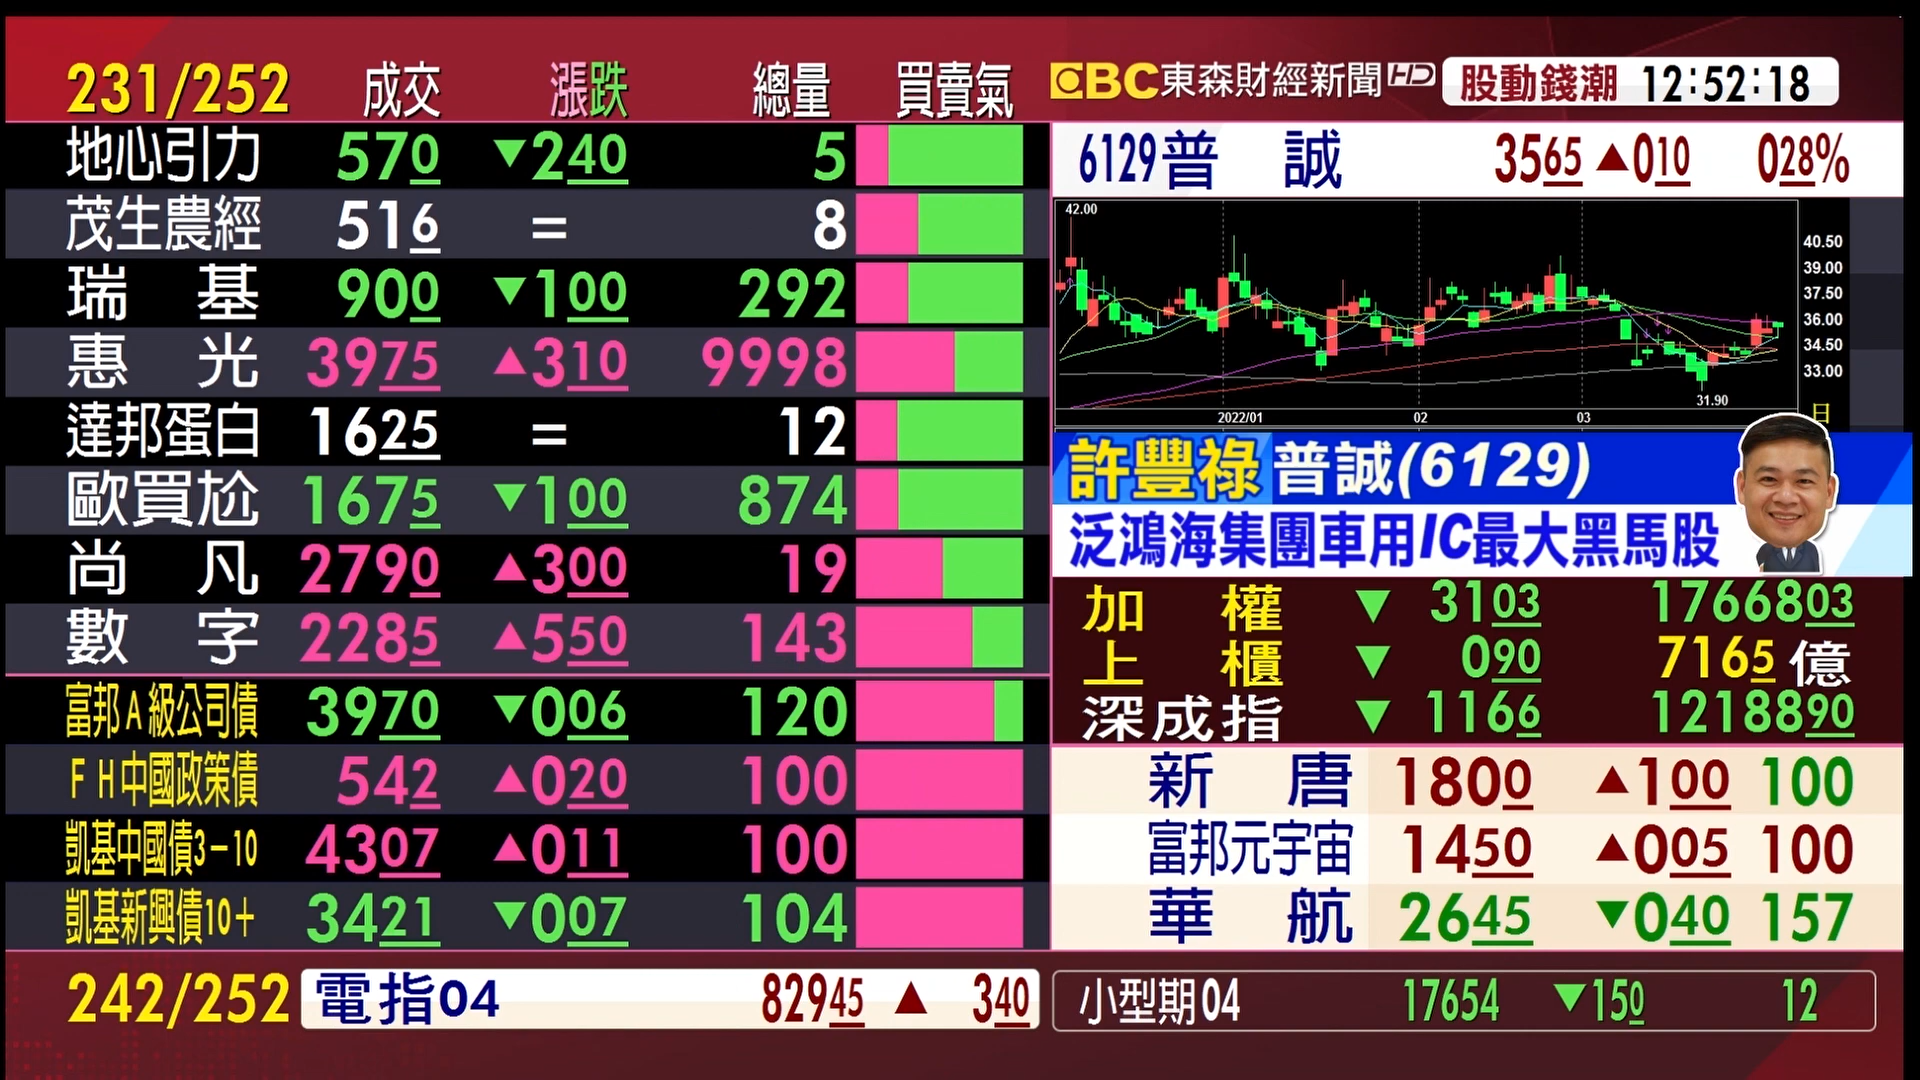 231/252 成交 漲跌 總量 買賣氣
地心引力 570 ▼240 5
茂生農經 516 = 8
瑞 基 900 ▼100 292
惠 光 3975 ▲310 9998
達邦蛋白 1625 = 12
歐買尬 1675 ▼100 874
尚 凡 2790 ▲300 19
數 字 2285 ▲550 143
富邦A級公司債 3970 ▼006 120
FH中國政策債 542 ▲020 100
凱基中國債3-10 4307 ▲011 100
凱基新興債10+ 3421 ▼007 104
242/252 電指04 82945 ▲ 340
EBC東森財經新聞HD 股動錢潮 12:52:18
6129普 誠 3565 ▲010 028%
42.00
40.50
39.00
37.50
36.00
34.50
33.00
31.90
2022/01 02 03 日
許豐祿 普誠(6129)
泛鴻海集團車用IC最大黑馬股
加 權 ▼ 3103 1766803
上 櫃 ▼ 090 7165 億
深成指 ▼ 1166 1218890
新 唐 1800 ▲100 100
富邦元宇宙 1450 ▲005 100
華 航 2645 ▼040 157
小型期04 17654 ▼150 12